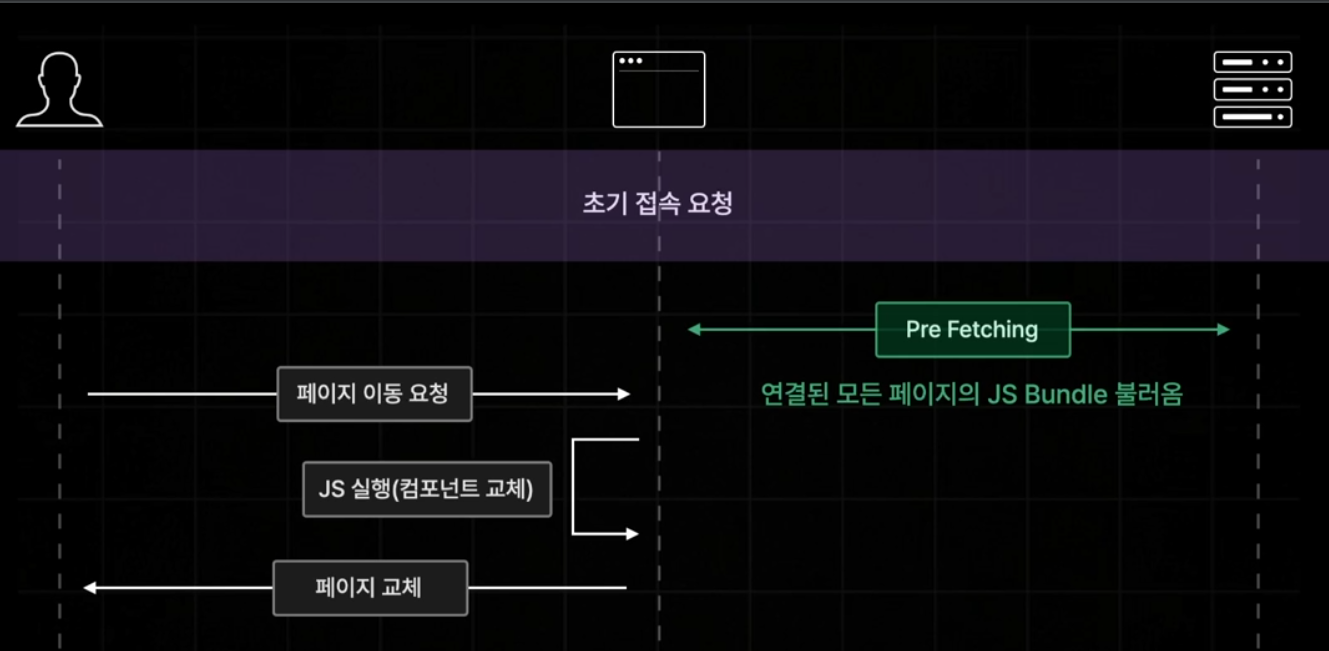 초기 접속 요청
Pre Fetching
페이지 이동 요청
연결된 모든 페이지의 JS Bundle 불러옴
JS 실행(컴포넌트 교체)
페이지 교체